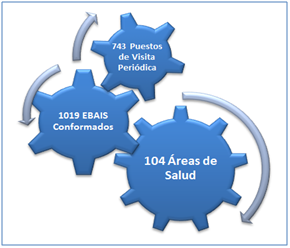 743 Puestos
de Visita
Periódica
1019 EBAIS
Conformados
104 Áreas de
Salud